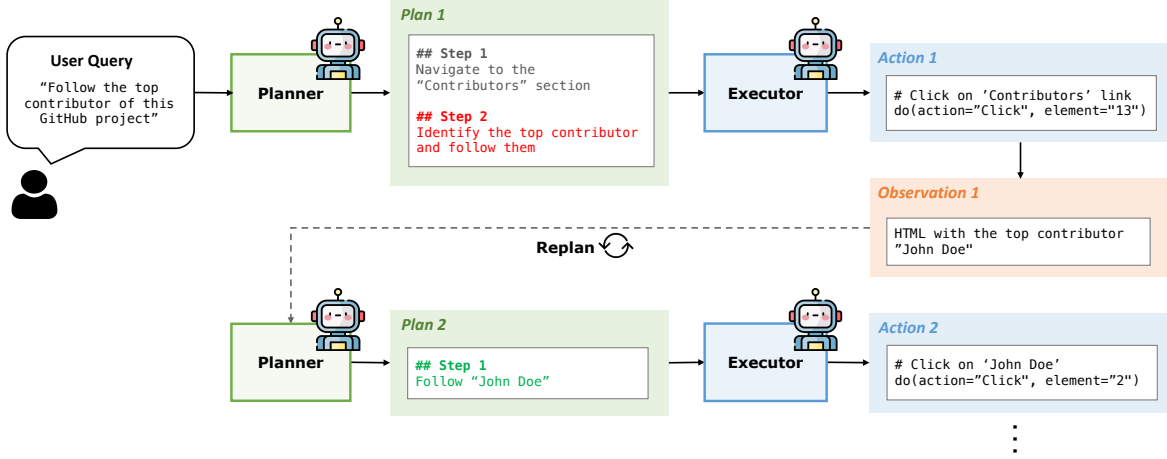 User Query
“Follow the top
contributor of this
GitHub project”
Planner
Plan 1
## Step 1
Navigate to the
“Contributors” section
## Step 2
Identify the top contributor
and follow them
Executor
Action 1
# Click on ’Contributors’ link
do(action=”Click", element="13")
Observation 1
HTML with the top contributor
”John Doe"
Replan
Planner
Plan 2
## Step 1
Follow “John Doe”
Executor
Action 2
# Click on ‘John Doe’
do(action=”Click", element=”2")